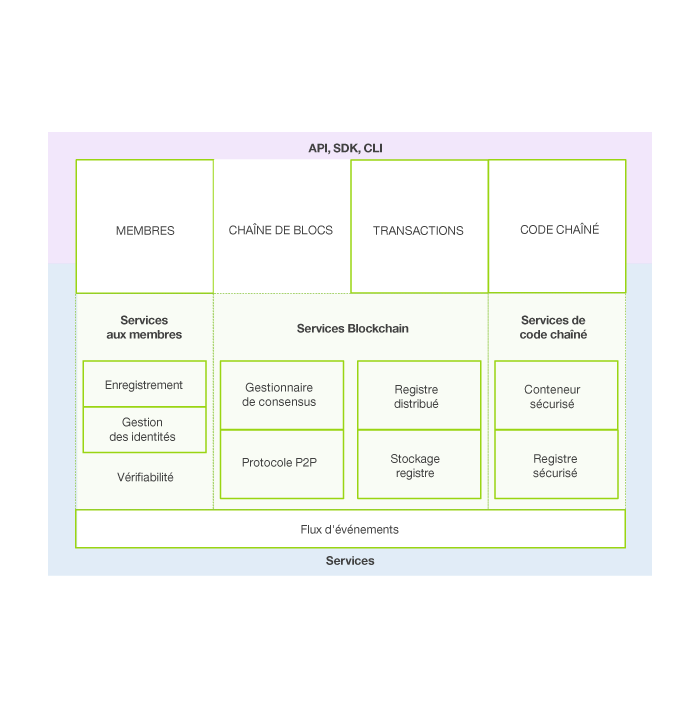 API, SDK, CLI
MEMBRES
CHAÎNE DE BLOCS
TRANSACTIONS
CODE CHAÎNÉ
Services
aux membres
Services Blockchain
Services de
code chaîné
Enregistrement
Gestion
des identités
Vérifiabilité
Gestionnaire
de consensus
Protocole P2P
Registre
distribué
Stockage
registre
Conteneur
sécurisé
Registre
sécurisé
Flux d'événements
Services